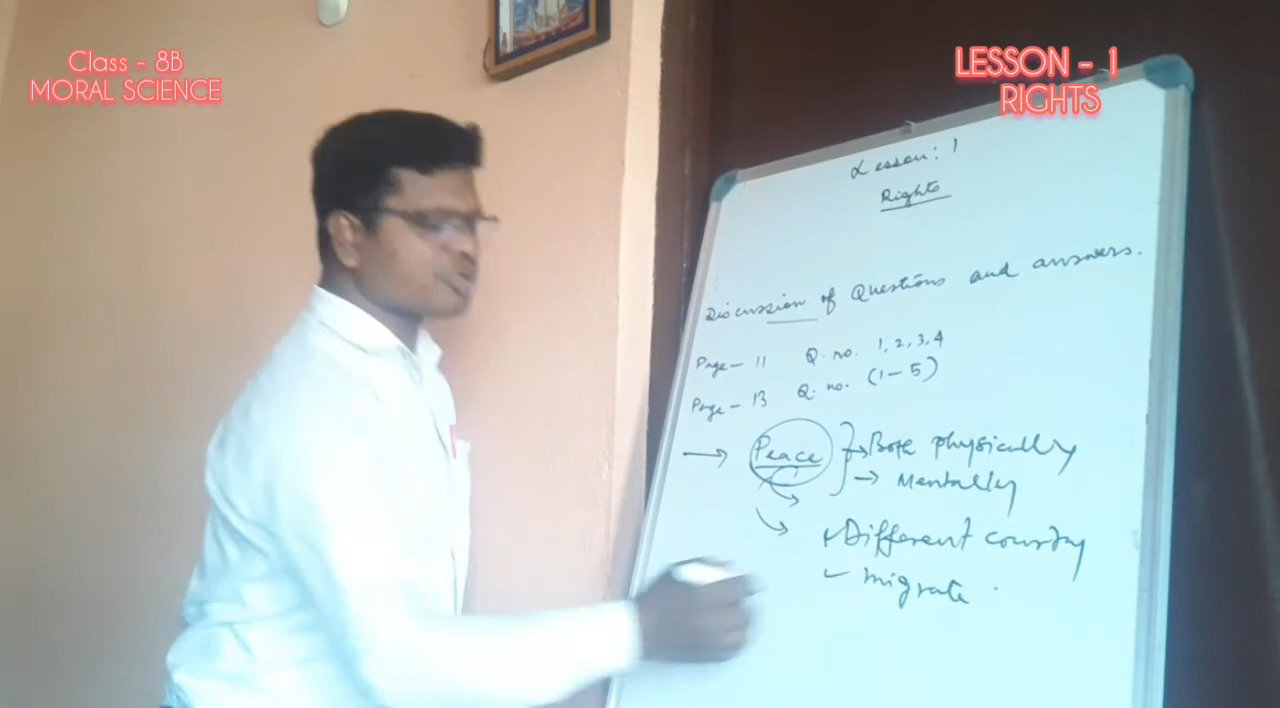 Class - 8B
MORAL SCIENCE
LESSON - 1
RIGHTS
Lesson: 1
Rights
Discussion of Questions and answers.
Page - 11 Q. no. 1, 2, 3, 4
Page - 13 Q. no. (1 - 5)
→ Peace } → Both physically
→ Mentally
Different country
migrate.